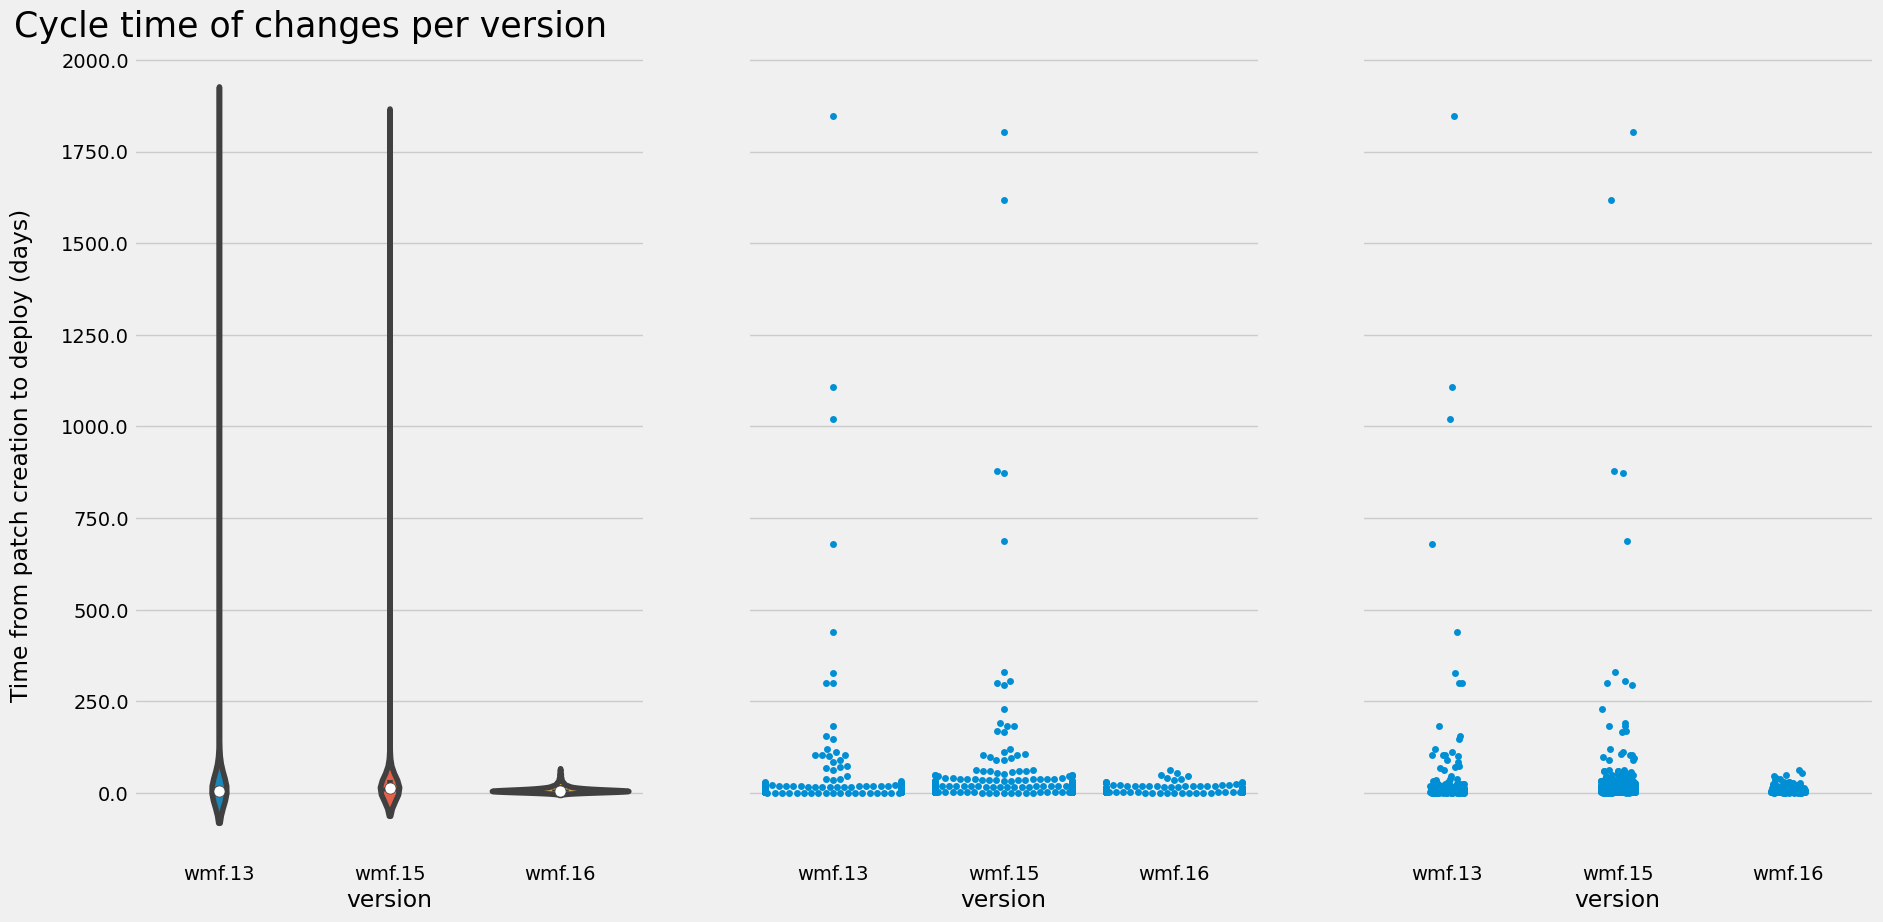 Cycle time of changes per version
Time from patch creation to deploy (days)
2000.0
1750.0
1500.0
1250.0
1000.0
750.0
500.0
250.0
0.0
wmf.13 wmf.15 wmf.16
version
wmf.13 wmf.15 wmf.16
version
wmf.13 wmf.15 wmf.16
version